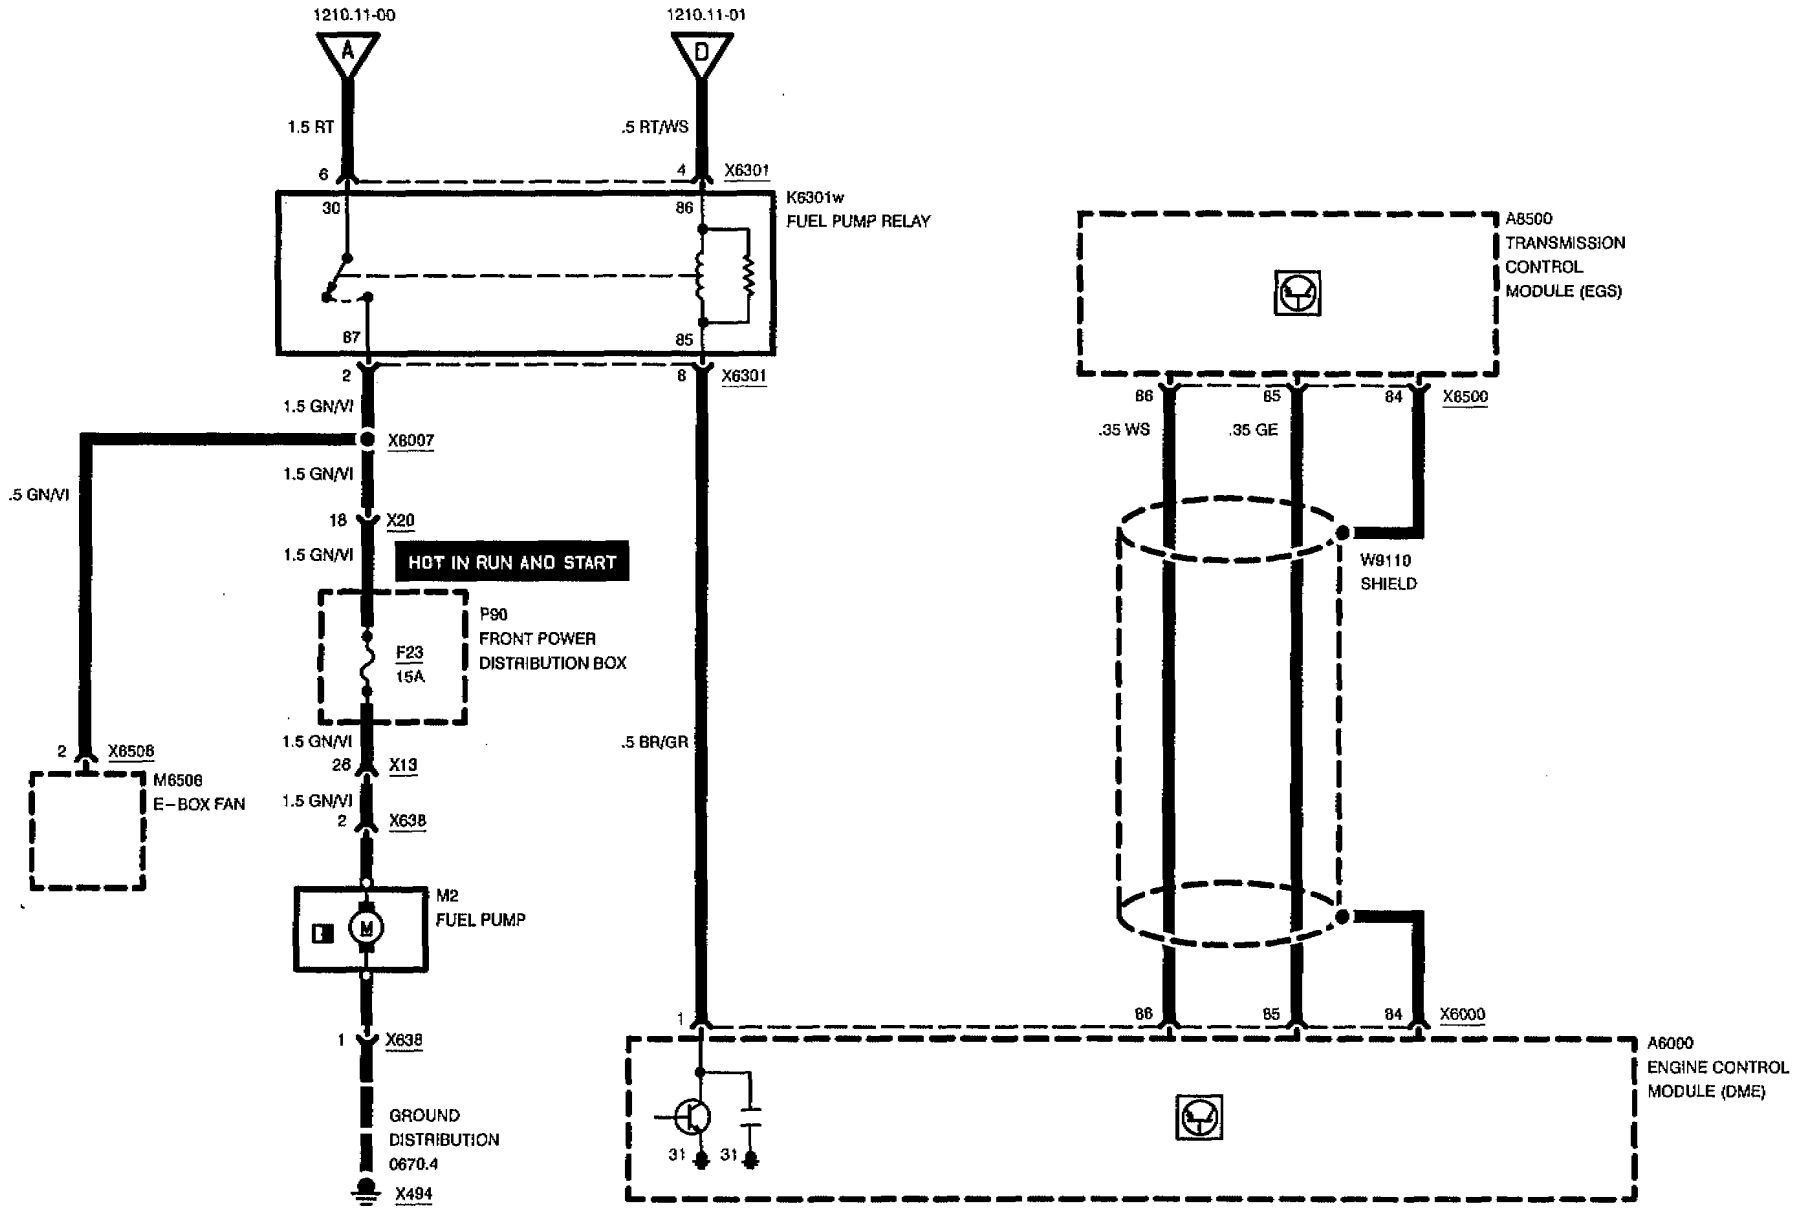 1210.11-00
1210.11-01
A
D
1.5 RT
.5 RT/WS
6
4
X6301
30
86
K6301w
FUEL PUMP RELAY
87
85
2
8
X6301
1.5 GN/VI
X8007
1.5 GN/VI
.5 GN/VI
18
X20
1.5 GN/VI
HOT IN RUN AND START
P90
FRONT POWER
DISTRIBUTION BOX
F23
15A
1.5 GN/VI
.5 BR/GR
26
X13
2
X6506
M6506
E-BOX FAN
1.5 GN/VI
2
X638
M2
FUEL PUMP
M
1
X638
GROUND
DISTRIBUTION
0670.4
X494
A8500
TRANSMISSION
CONTROL
MODULE (EGS)
86
85
84
X8500
.35 WS
.35 GE
W9110
SHIELD
1
86
85
84
X6000
A6000
ENGINE CONTROL
MODULE (DME)
31
31